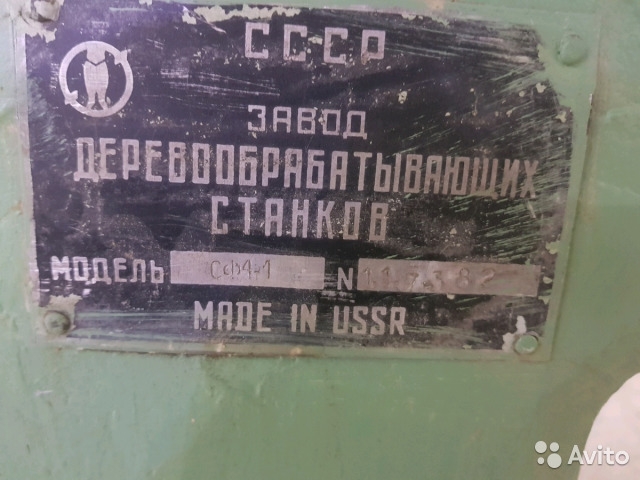 СССР
ЗАВОД
ДЕРЕВООБРАБАТЫВАЮЩИХ
СТАНКОВ
МОДЕЛЬ СФ4-1 N
MADE IN USSR
Avito